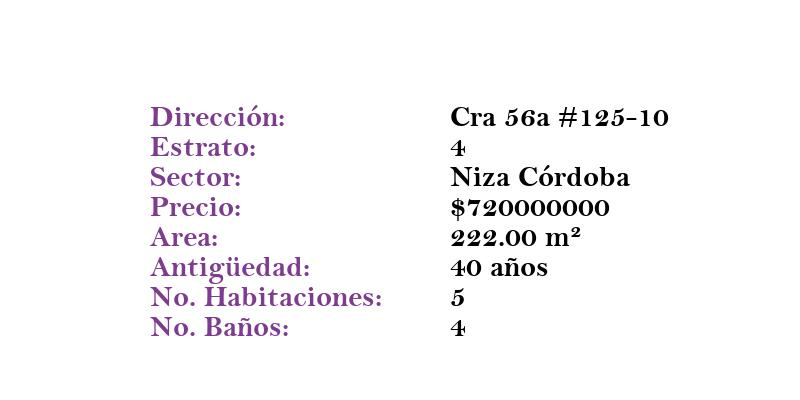 Dirección: Cra 56a #125-10
Estrato: 4
Sector: Niza Córdoba
Precio: $720000000
Area: 222.00 m²
Antigüedad: 40 años
No. Habitaciones: 5
No. Baños: 4